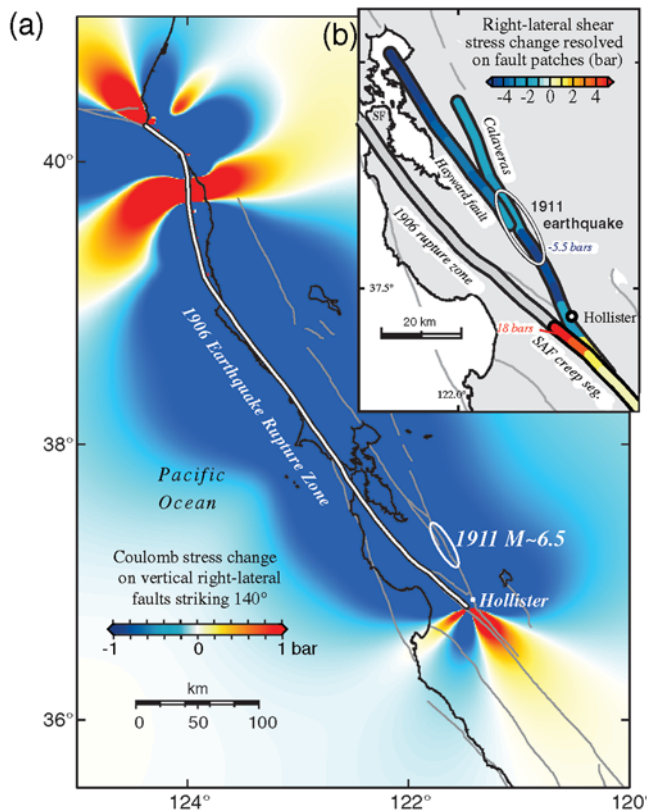 (a)
40°
38°
36°
124°
122°
120°
1906 Earthquake Rupture Zone
Pacific
Ocean
1911 M~6.5
Hollister
Coulomb stress change
on vertical right-lateral
faults striking 140°
-1 0 1 bar
km
0 50 100
(b)
Right-lateral shear
stress change resolved
on fault patches (bar)
-4 -2 0 2 4
SF
Calaveras
Hayward fault
1911
earthquake
-5.5 bars
1906 rupture zone
37.5°
Hollister
20 km
18 bars
SAF creep seg.
122.0°